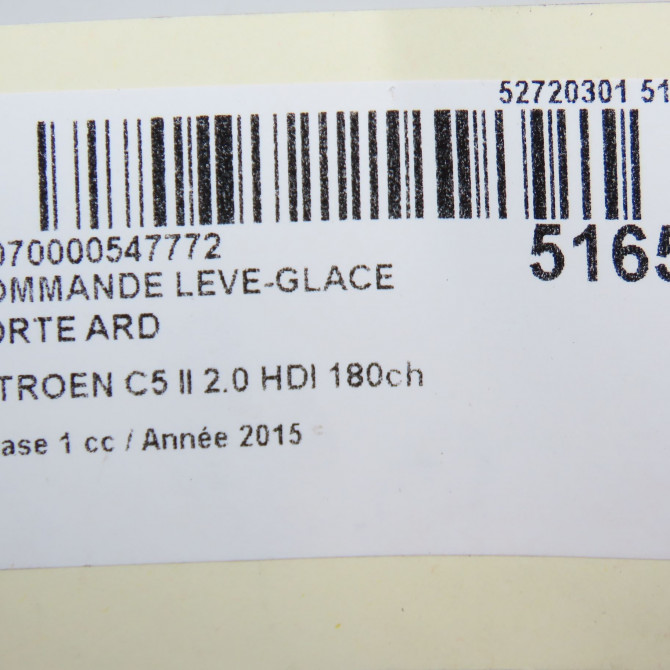 52720301 51
070000547772
5165
OMMANDE LEVE-GLACE
ORTE ARD
TROEN C5 II 2.0 HDI 180ch
ase 1 cc / Année 2015